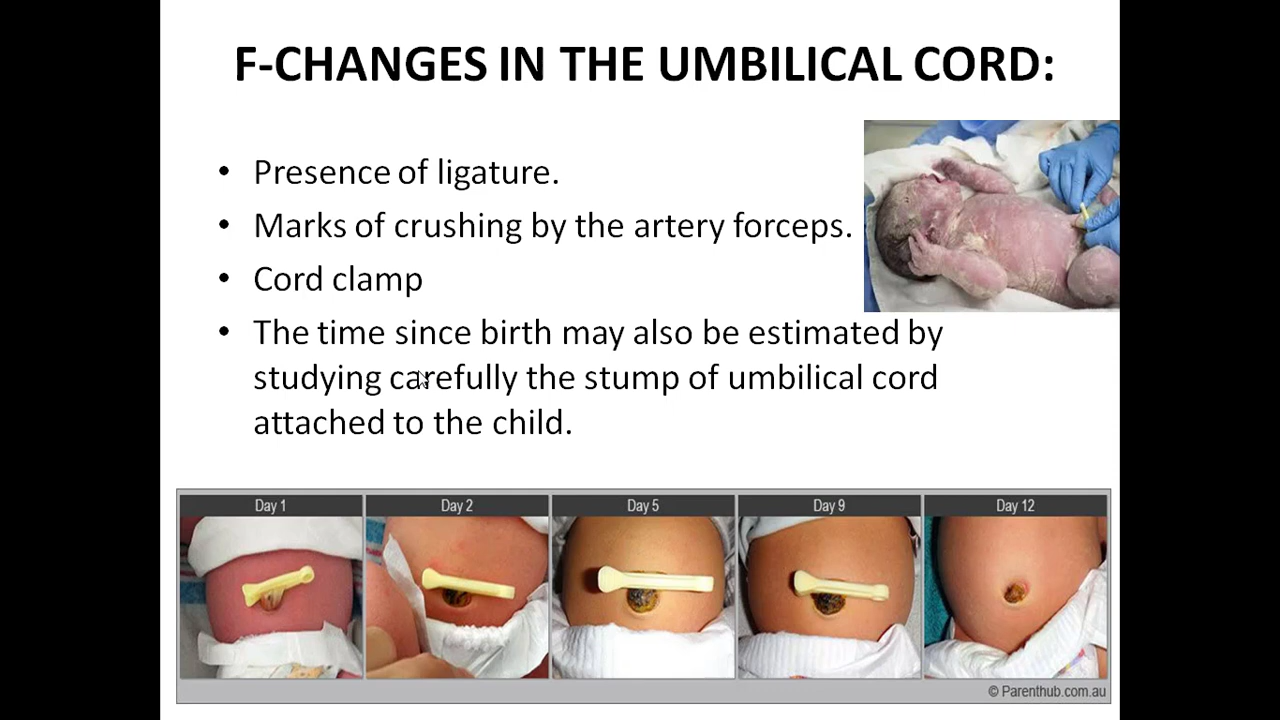 F-CHANGES IN THE UMBILICAL CORD:
• Presence of ligature.
• Marks of crushing by the artery forceps.
• Cord clamp
• The time since birth may also be estimated by
studying carefully the stump of umbilical cord
attached to the child.
Day 1 Day 2 Day 5 Day 9 Day 12
© Parenthub.com.au